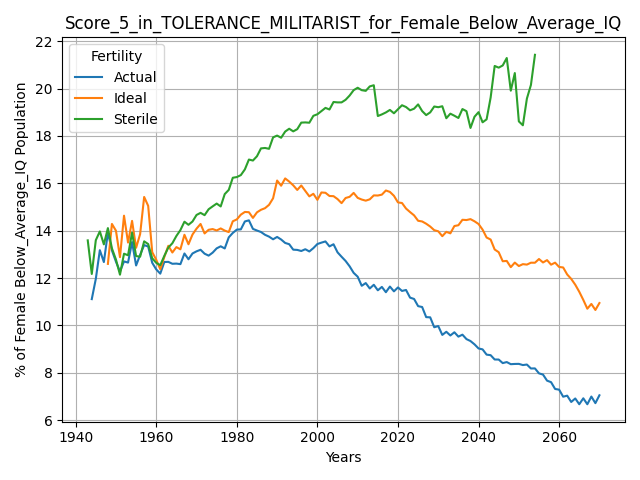 Score_5_in_TOLERANCE_MILITARIST_for_Female_Below_Average_IQ
22
20
18
16
14
12
10
8
6
% of Female Below_Average_IQ Population
Fertility
Actual
Ideal
Sterile
1940 1960 1980 2000 2020 2040 2060
Years